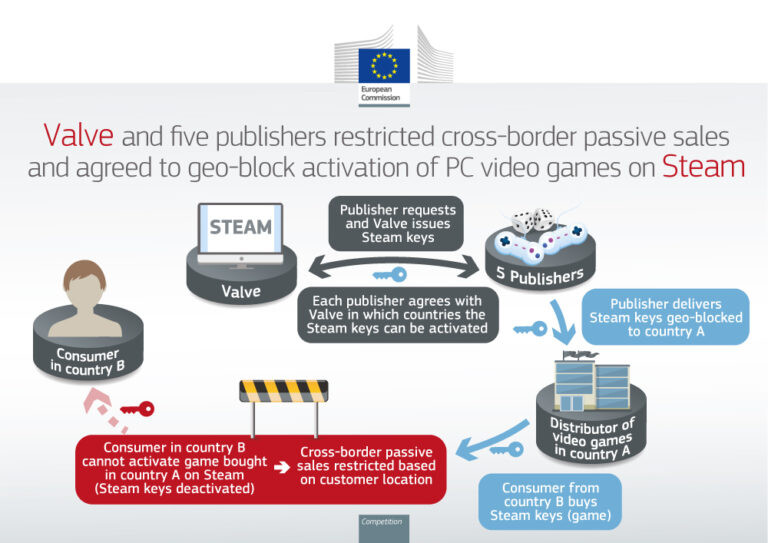 European
Commission
Valve and five publishers restricted cross-border passive sales
and agreed to geo-block activation of PC video games on Steam
Publisher requests
and Valve issues
Steam keys
STEAM
Valve
5 Publishers
Each publisher agrees with
Valve in which countries the
Steam keys can be activated
Publisher delivers
Steam keys geo-blocked
to country A
Consumer
in country B
Distributor of
video games
in country A
Consumer in country B
cannot activate game bought
in country A on Steam
(Steam keys deactivated)
Cross-border passive
sales restricted based
on customer location
Consumer from
country B buys
Steam keys (game)
Competition